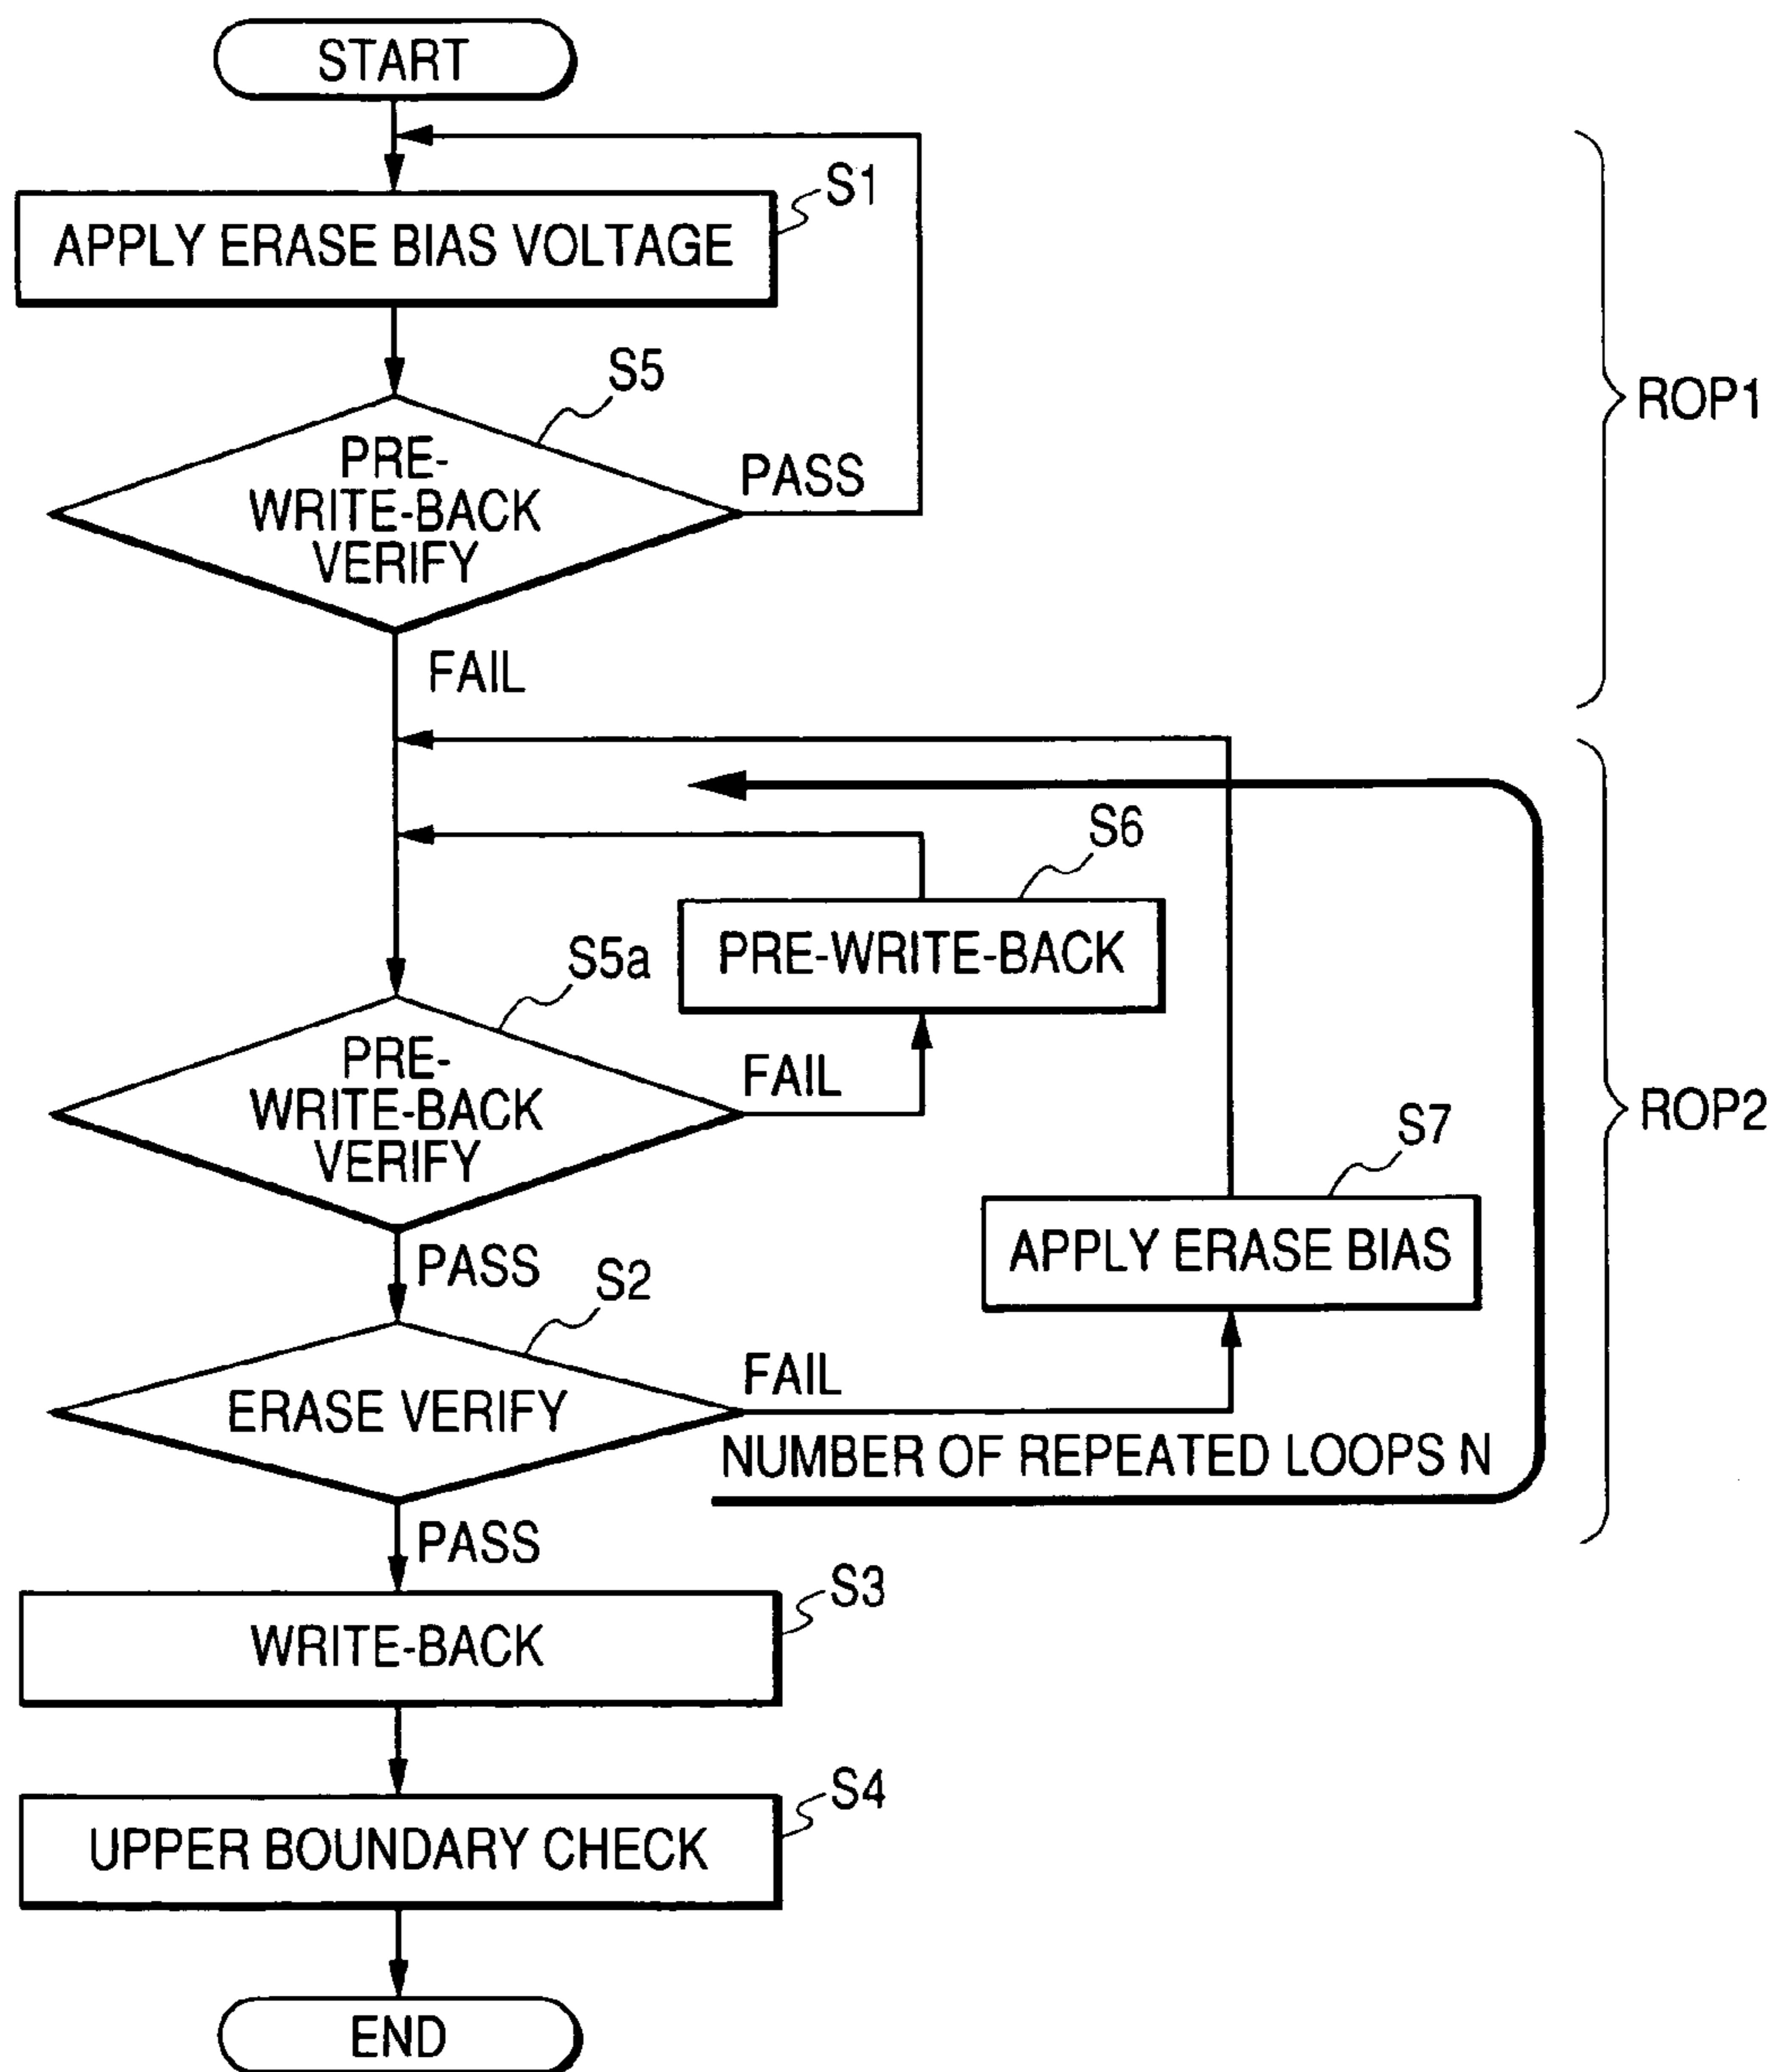 START
S1
APPLY ERASE BIAS VOLTAGE
S5
PRE-
WRITE-BACK
VERIFY
PASS
ROP1
FAIL
S6
PRE-WRITE-BACK
S5a
PRE-
WRITE-BACK
VERIFY
FAIL
ROP2
S7
APPLY ERASE BIAS
PASS
S2
ERASE VERIFY
FAIL
NUMBER OF REPEATED LOOPS N
PASS
S3
WRITE-BACK
S4
UPPER BOUNDARY CHECK
END